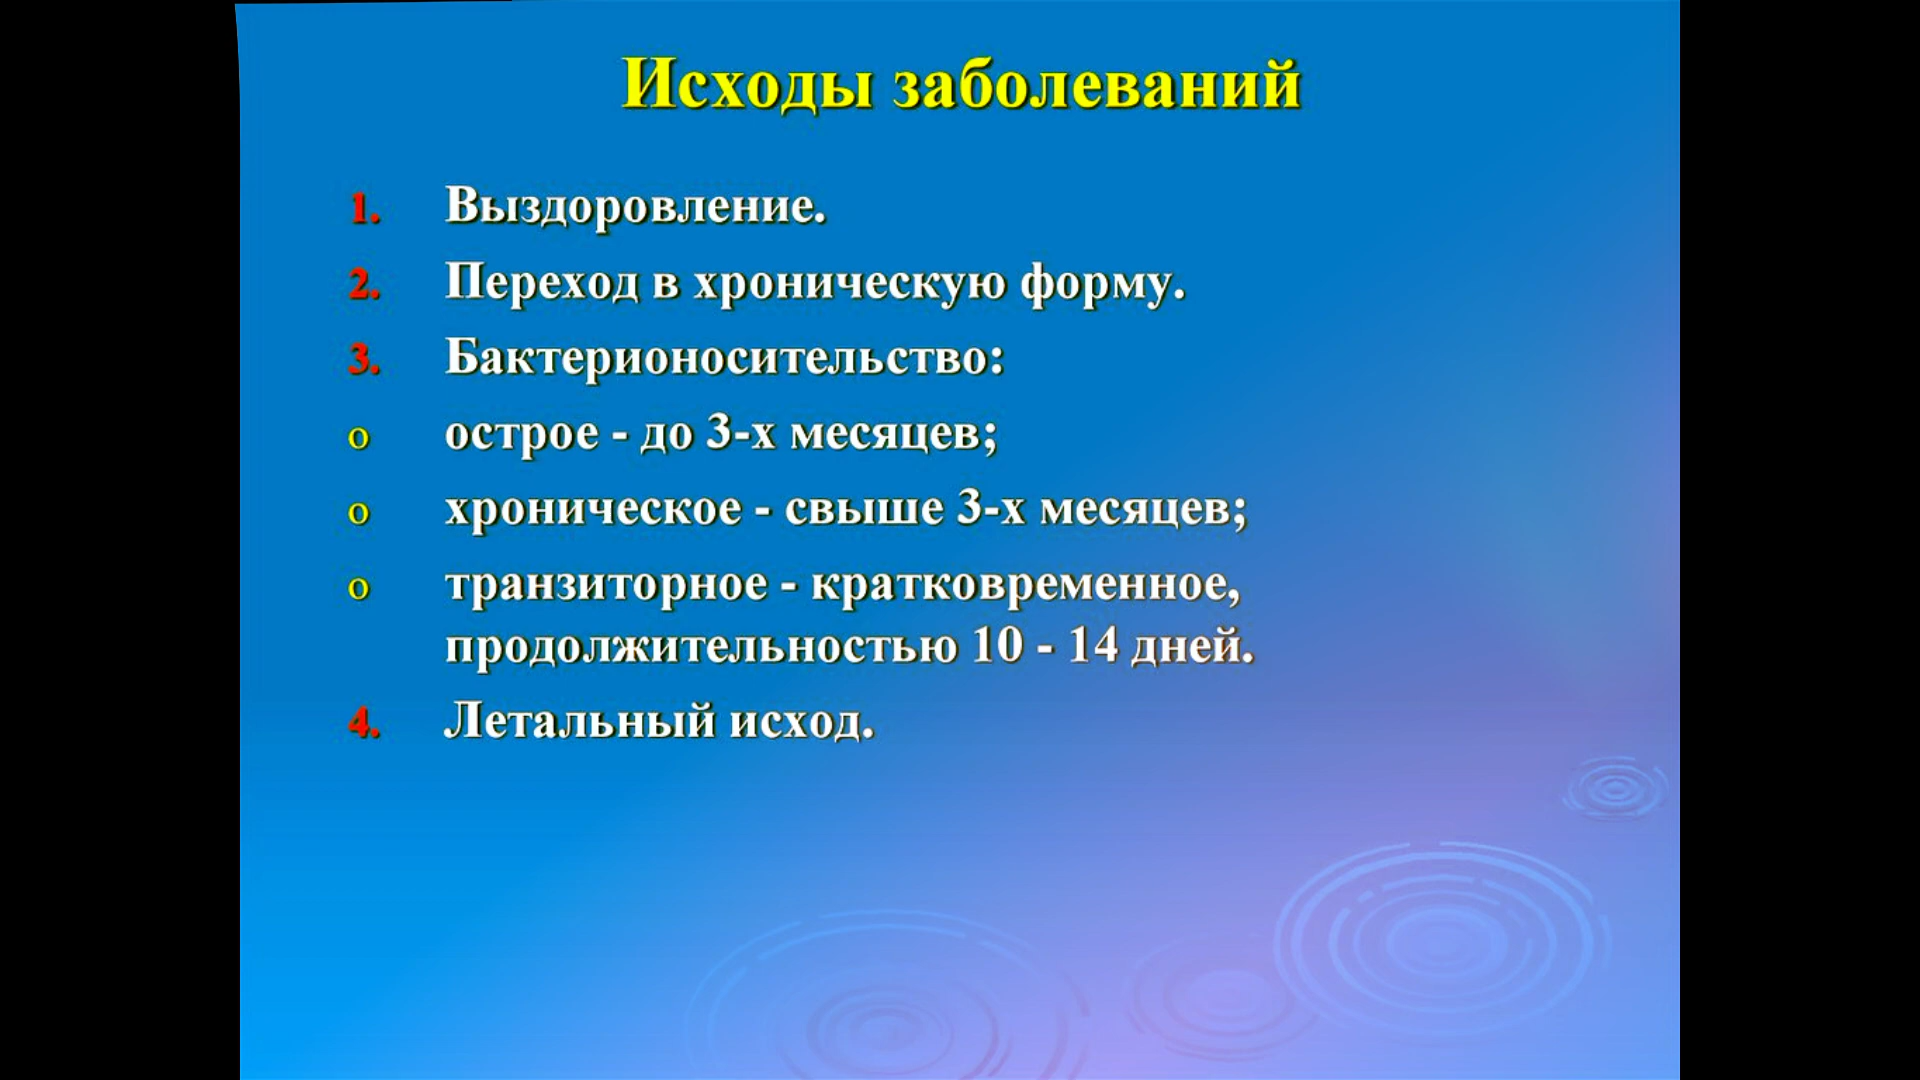 Исходы заболеваний
1. Выздоровление.
2. Переход в хроническую форму.
3. Бактерионосительство:
o острое - до 3-х месяцев;
o хроническое - свыше 3-х месяцев;
o транзиторное - кратковременное,
продолжительностью 10 - 14 дней.
4. Летальный исход.